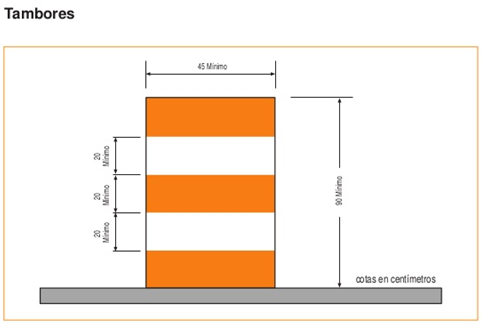 Tambores
45 Mínimo
20
Mínimo
20
Mínimo
20
Mínimo
90 Mínimo
cotas en centímetros